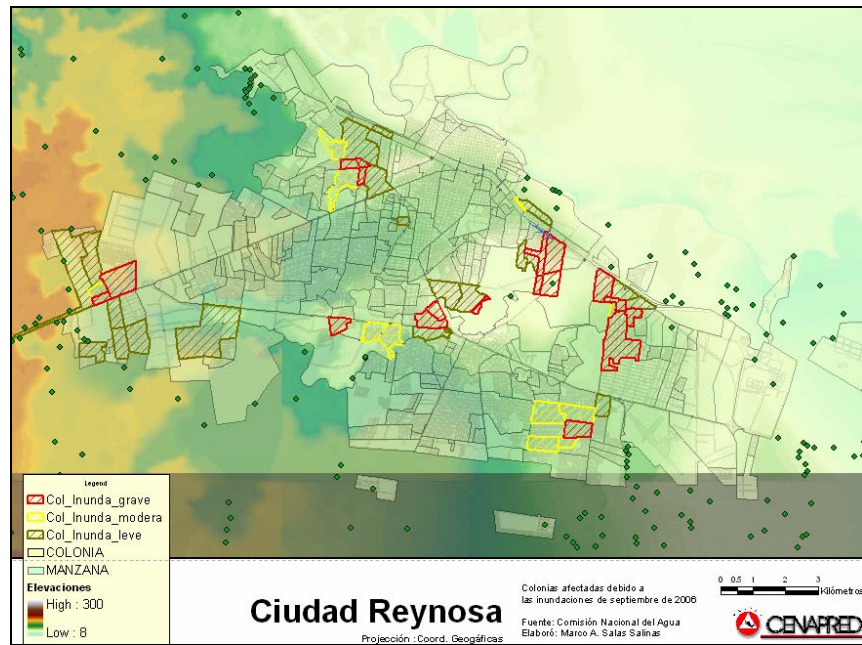 Legend
Col_Inunda_grave
Col_Inunda_modera
Col_Inunda_leve
COLONIA
MANZANA
Elevaciones
High : 300
Low : 8
Ciudad Reynosa
Projección : Coord. Geogáficas
Colonias afectadas debido a
las inundaciones de septiembre de 2006
Fuente: Comisión Nacional del Agua
Elaboró: Marco A. Salas Salinas
0 0.5 1 2 3
Kilómetros
CENAPRED